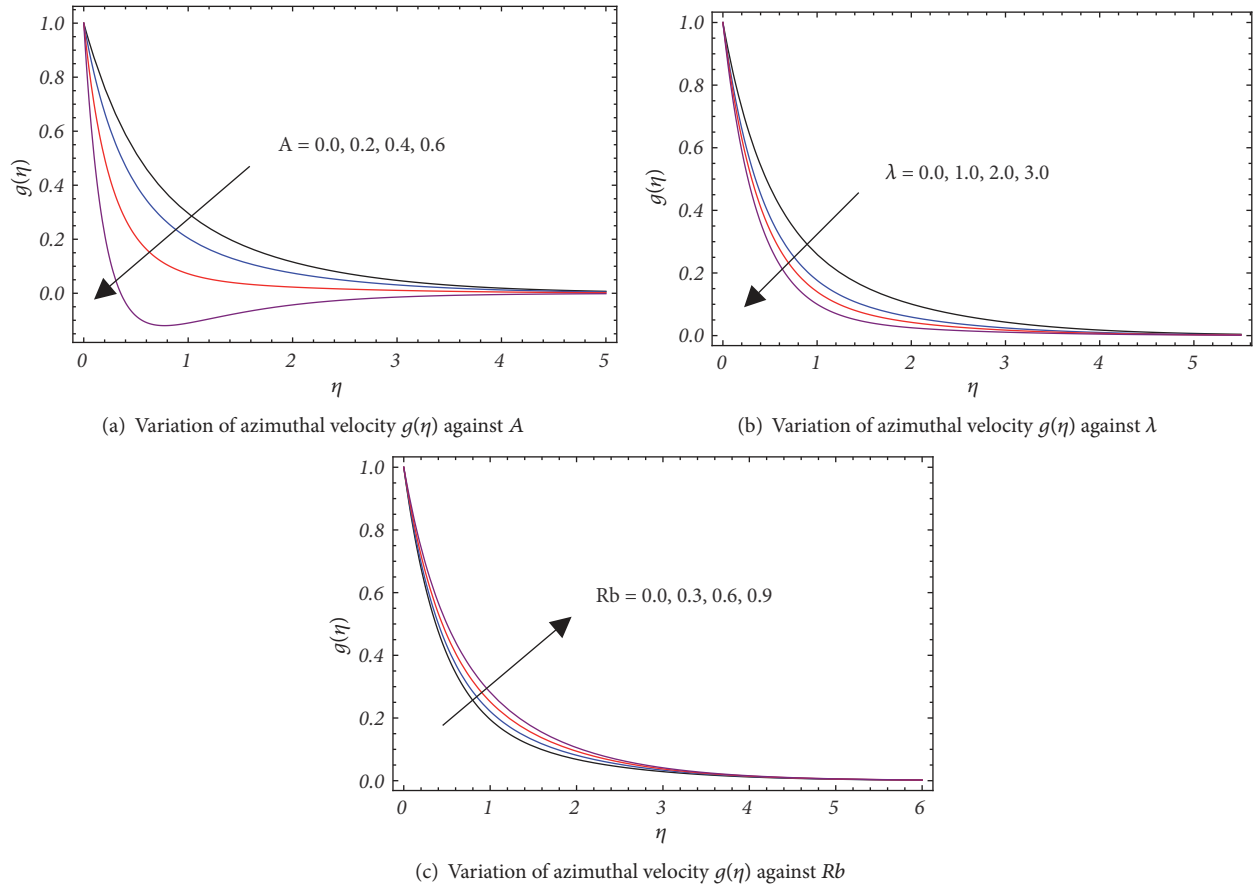 1.0
0.8
0.6
0.4
0.2
0.0
g(η)
A = 0.0, 0.2, 0.4, 0.6
0 1 2 3 4 5
η
(a) Variation of azimuthal velocity g(η) against A
1.0
0.8
0.6
0.4
0.2
0.0
g(η)
λ = 0.0, 1.0, 2.0, 3.0
0 1 2 3 4 5
η
(b) Variation of azimuthal velocity g(η) against λ
1.0
0.8
0.6
0.4
0.2
0.0
g(η)
Rb = 0.0, 0.3, 0.6, 0.9
0 1 2 3 4 5 6
η
(c) Variation of azimuthal velocity g(η) against Rb